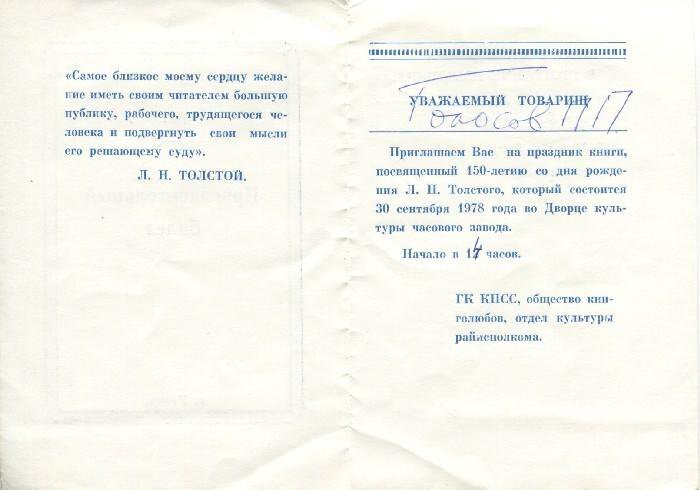 «Самое близкое моему сердцу жела-
ние иметь своим читателем большую
публику, рабочего, трудящегося че-
ловека и подвергнуть свои мысли
его решающему суду».
Л. Н. ТОЛСТОЙ.
УВАЖАЕМЫЙ ТОВАРИЩ
Приглашаем Вас на праздник книги,
посвященный 150-летию со дня рожде-
ния Л. Н. Толстого, который состоится
30 сентября 1978 года во Дворце куль-
туры часового завода.
Начало в 14 часов.
ГК КПСС, общество кни-
голюбов, отдел культуры
райисполкома.